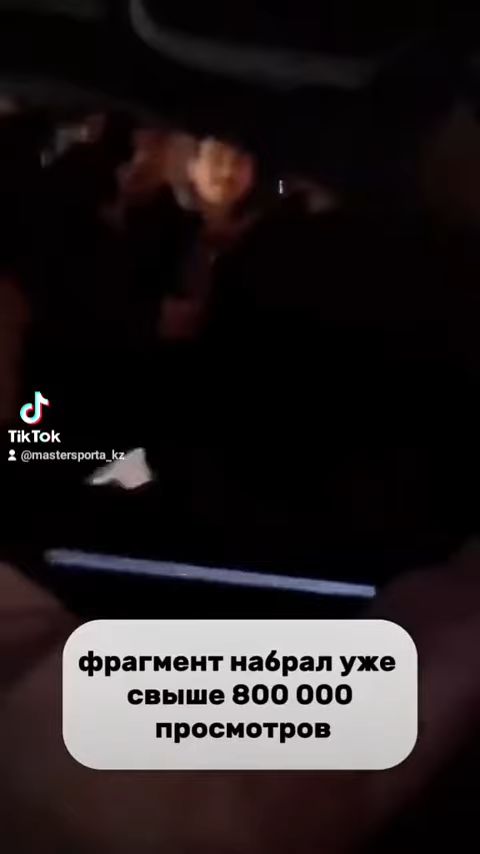 TikTok
@mastersporta_kz
фрагмент набрал уже
свыше 800 000
просмотров